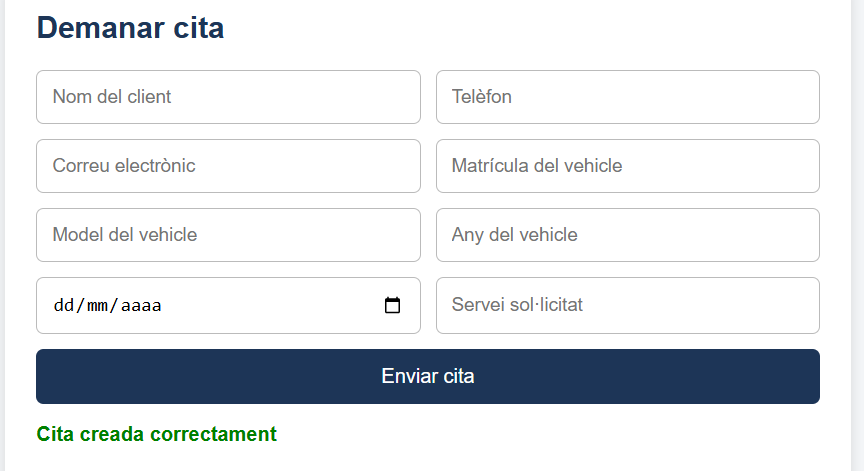 Demanar cita
Nom del client
Telèfon
Correu electrònic
Matrícula del vehicle
Model del vehicle
Any del vehicle
dd/mm/aaaa
Servei sol·licitat
Enviar cita
Cita creada correctament